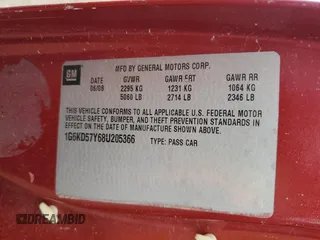 GM
MFD BY GENERAL MOTORS CORP.
DATE GVWR GAWR FRT GAWR RR
06/08 2295 KG 1231 KG 1064 KG
5060 LB 2714 LB 2346 LB
THIS VEHICLE CONFORMS TO ALL APPLICABLE U.S. FEDERAL MOTOR
VEHICLE SAFETY, BUMPER, AND THEFT PREVENTION STANDARDS IN
EFFECT ON THE DATE OF MANUFACTURE SHOWN ABOVE.
1G6KD57Y68U205366 TYPE: PASS CAR
DREAMBID